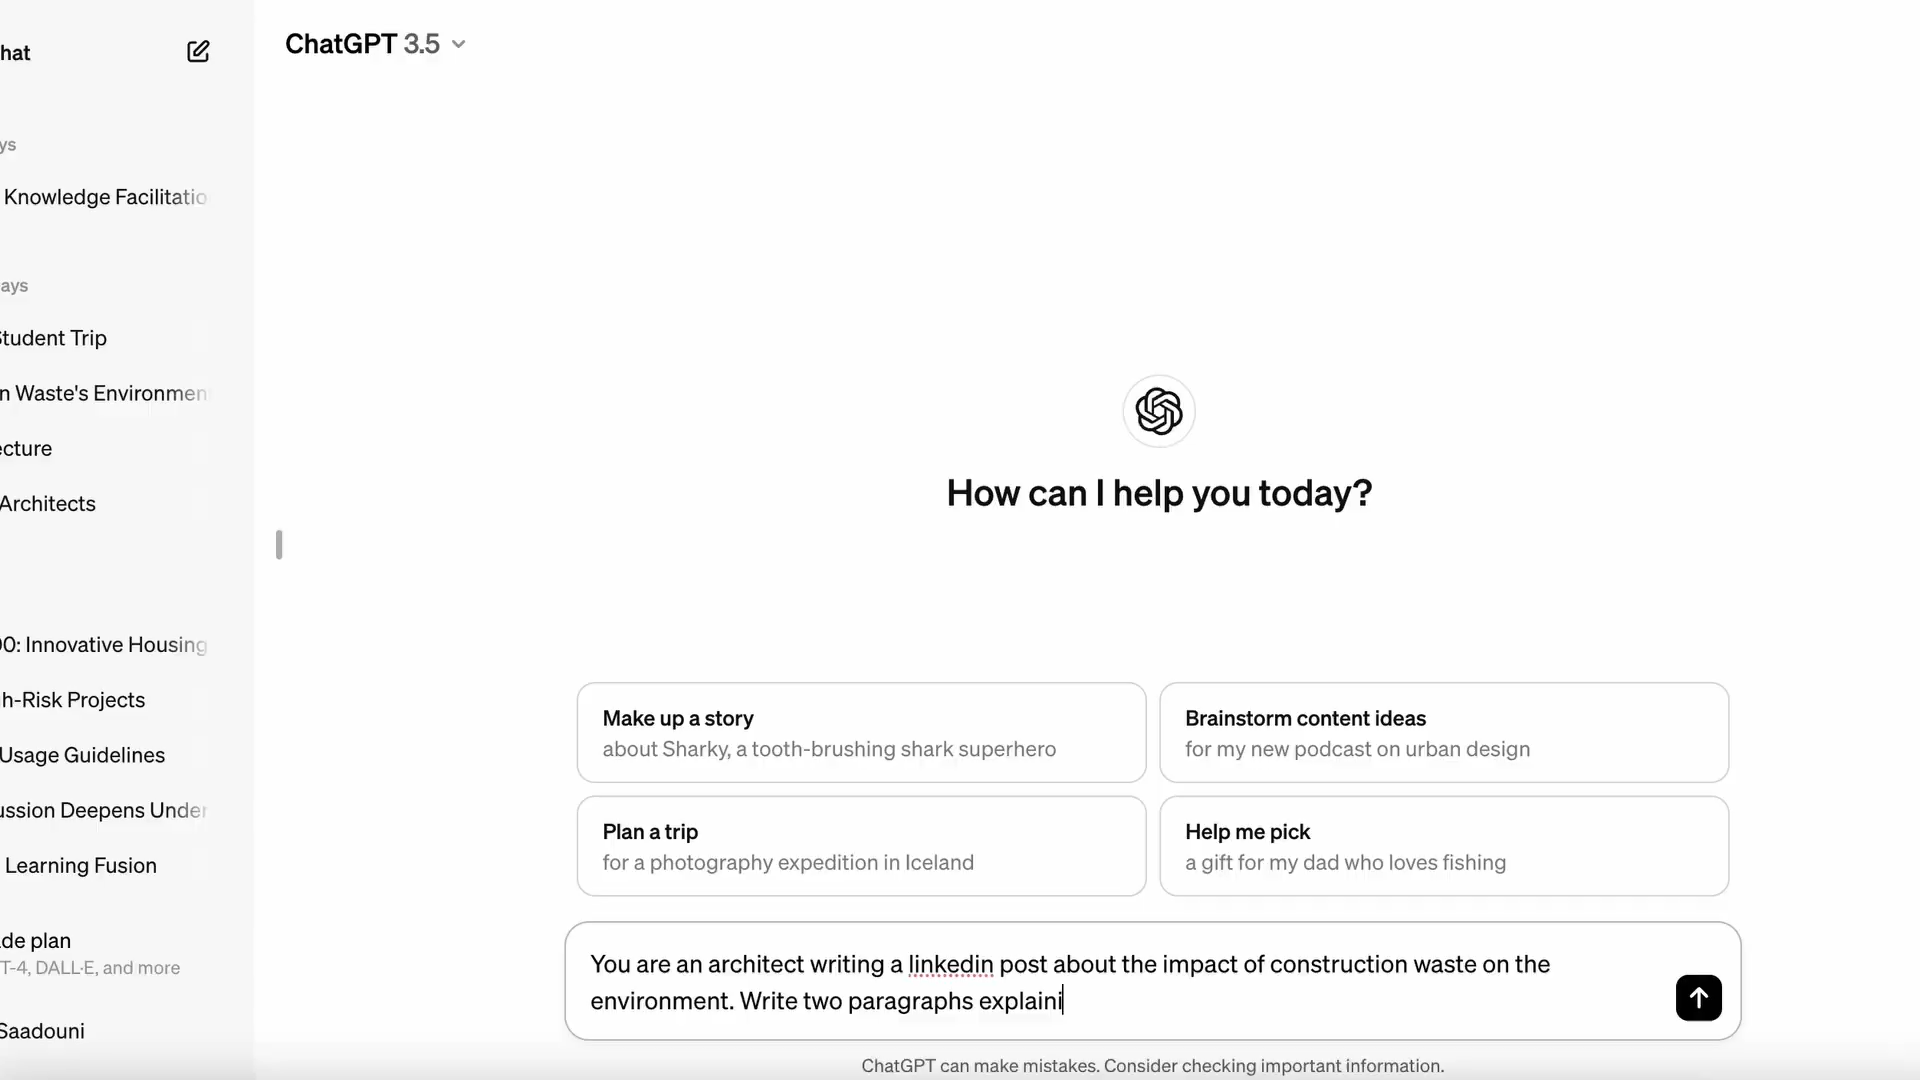 hat
ys
Knowledge Facilitatio
ays
Student Trip
n Waste's Environmen
ecture
Architects
00: Innovative Housing
h-Risk Projects
Usage Guidelines
ussion Deepens Under
Learning Fusion
de plan
T-4, DALL·E, and more
Saadouni
ChatGPT 3.5
How can I help you today?
Make up a story
about Sharky, a tooth-brushing shark superhero
Brainstorm content ideas
for my new podcast on urban design
Plan a trip
for a photography expedition in Iceland
Help me pick
a gift for my dad who loves fishing
You are an architect writing a linkedin post about the impact of construction waste on the
environment. Write two paragraphs explaini
ChatGPT can make mistakes. Consider checking important information.